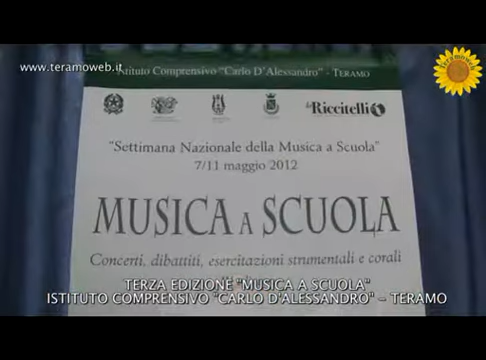 www.teramoweb.it
teramoweb
Istituto Comprensivo "Carlo D'Alessandro" - TERAMO
Riccitelli
"Settimana Nazionale della Musica a Scuola"
7/11 maggio 2012
MUSICA A SCUOLA
Concerti, dibattiti, esercitazioni strumentali e corali
TERZA EDIZIONE "MUSICA A SCUOLA"
ISTITUTO COMPRENSIVO "CARLO D'ALESSANDRO" – TERAMO